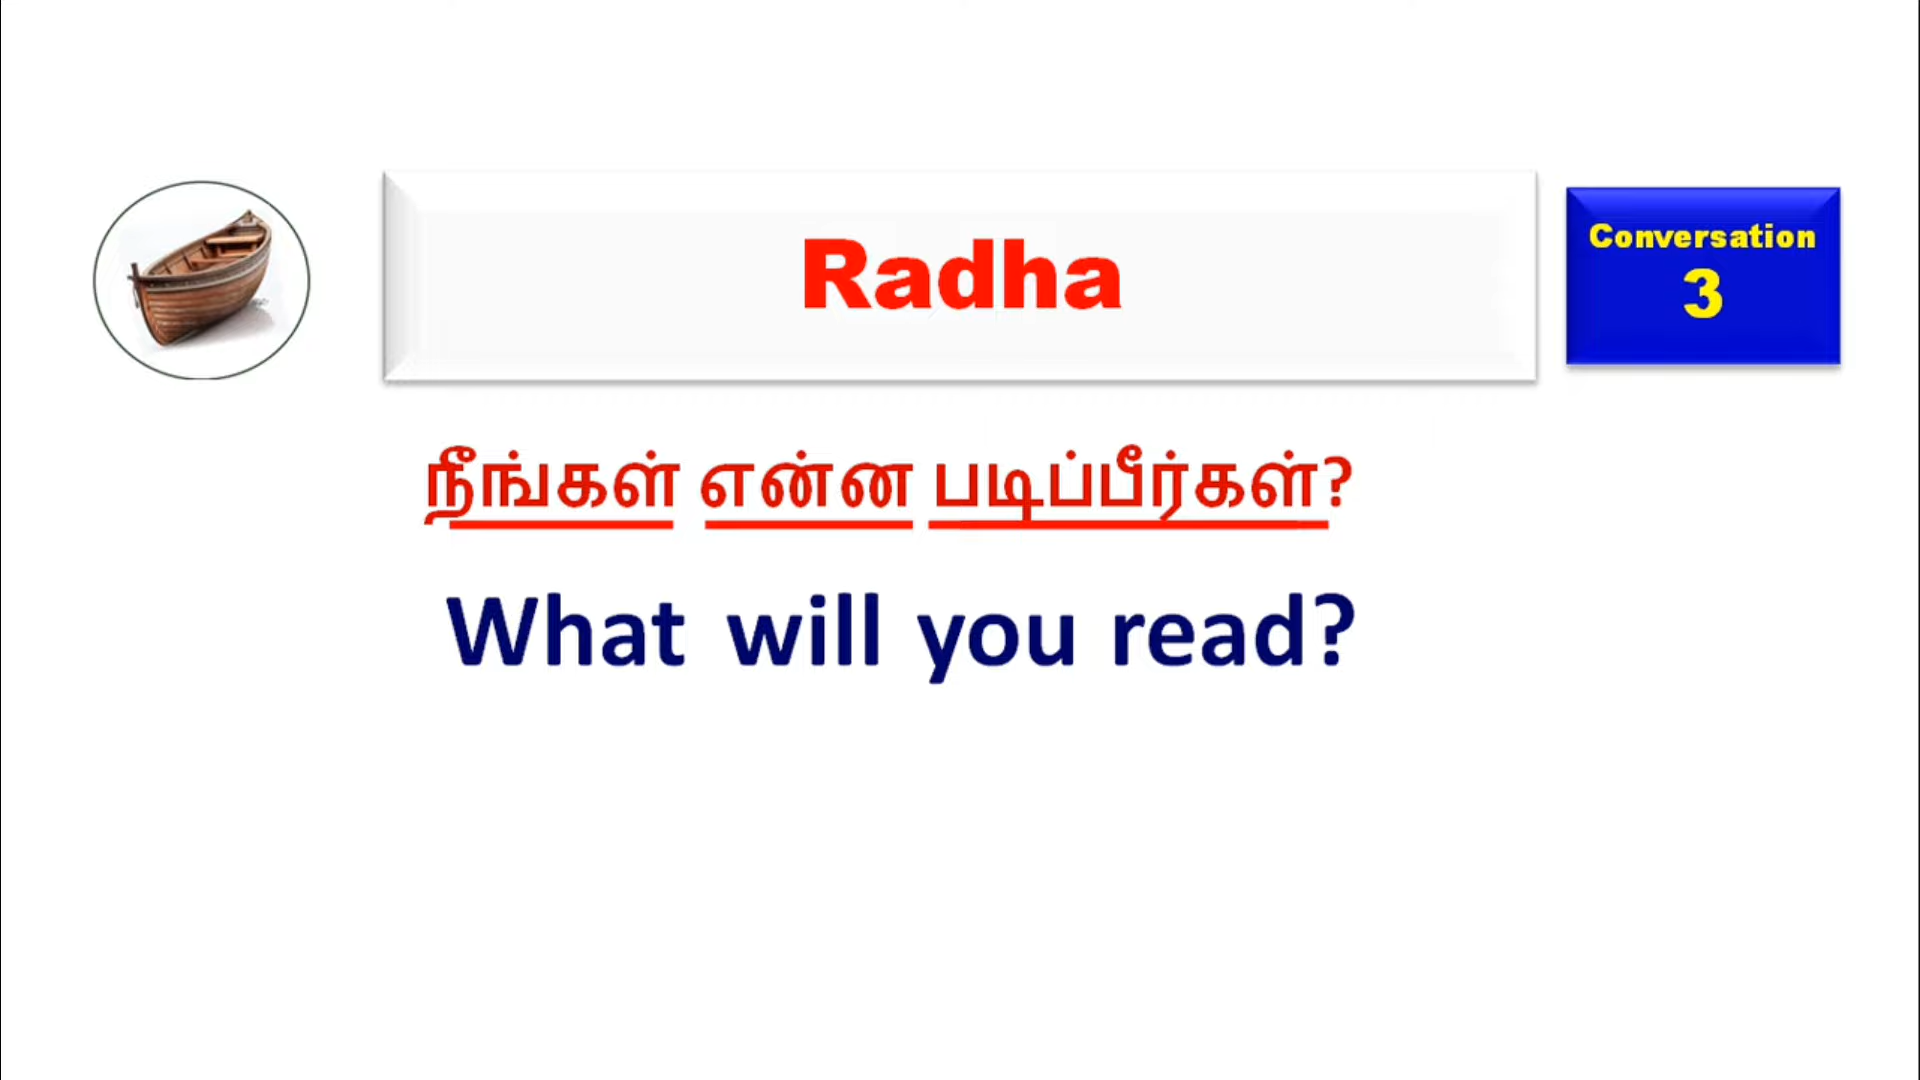 Radha
Conversation
3
நீங்கள் என்ன படிப்பீர்கள்?
What will you read?